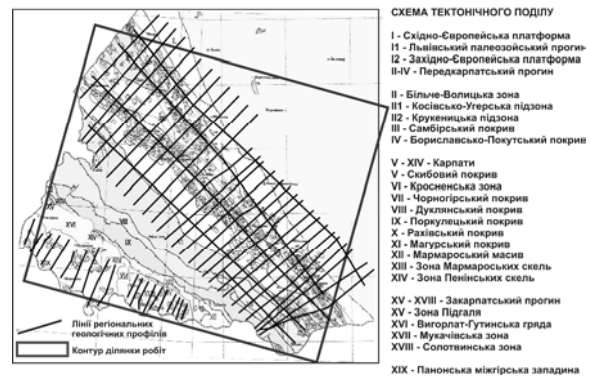 СХЕМА ТЕКТОНІЧНОГО ПОДІЛУ
I - Східно-Європейська платформа
I1 - Львівський палеозойський прогин
I2 - Західно-Європейська платформа
II-IV - Передкарпатський прогин
II - Більче-Волицька зона
II1 - Косівсько-Угерська підзона
II2 - Крукеницька підзона
III - Самбірський покрив
IV - Бориславсько-Покутський покрив
V - XIV - Карпати
V - Скибовий покрив
VI - Кросненська зона
VII - Чорногірський покрив
VIII - Дуклянський покрив
IX - Поркулецький покрив
X - Рахівський покрив
XI - Магурський покрив
XII - Мармароський масив
XIII - Зона Мармароських скель
XIV - Зона Пенінських скель
XV - XVIII - Закарпатський прогин
XV - Зона Підгаля
XVI - Вигорлат-Гутинська гряда
XVII - Мукачівська зона
XVIII - Солотвинська зона
XIX - Панонська міжгірська западина
Лінії регіональних
геологічних профілів
Контур ділянки робіт